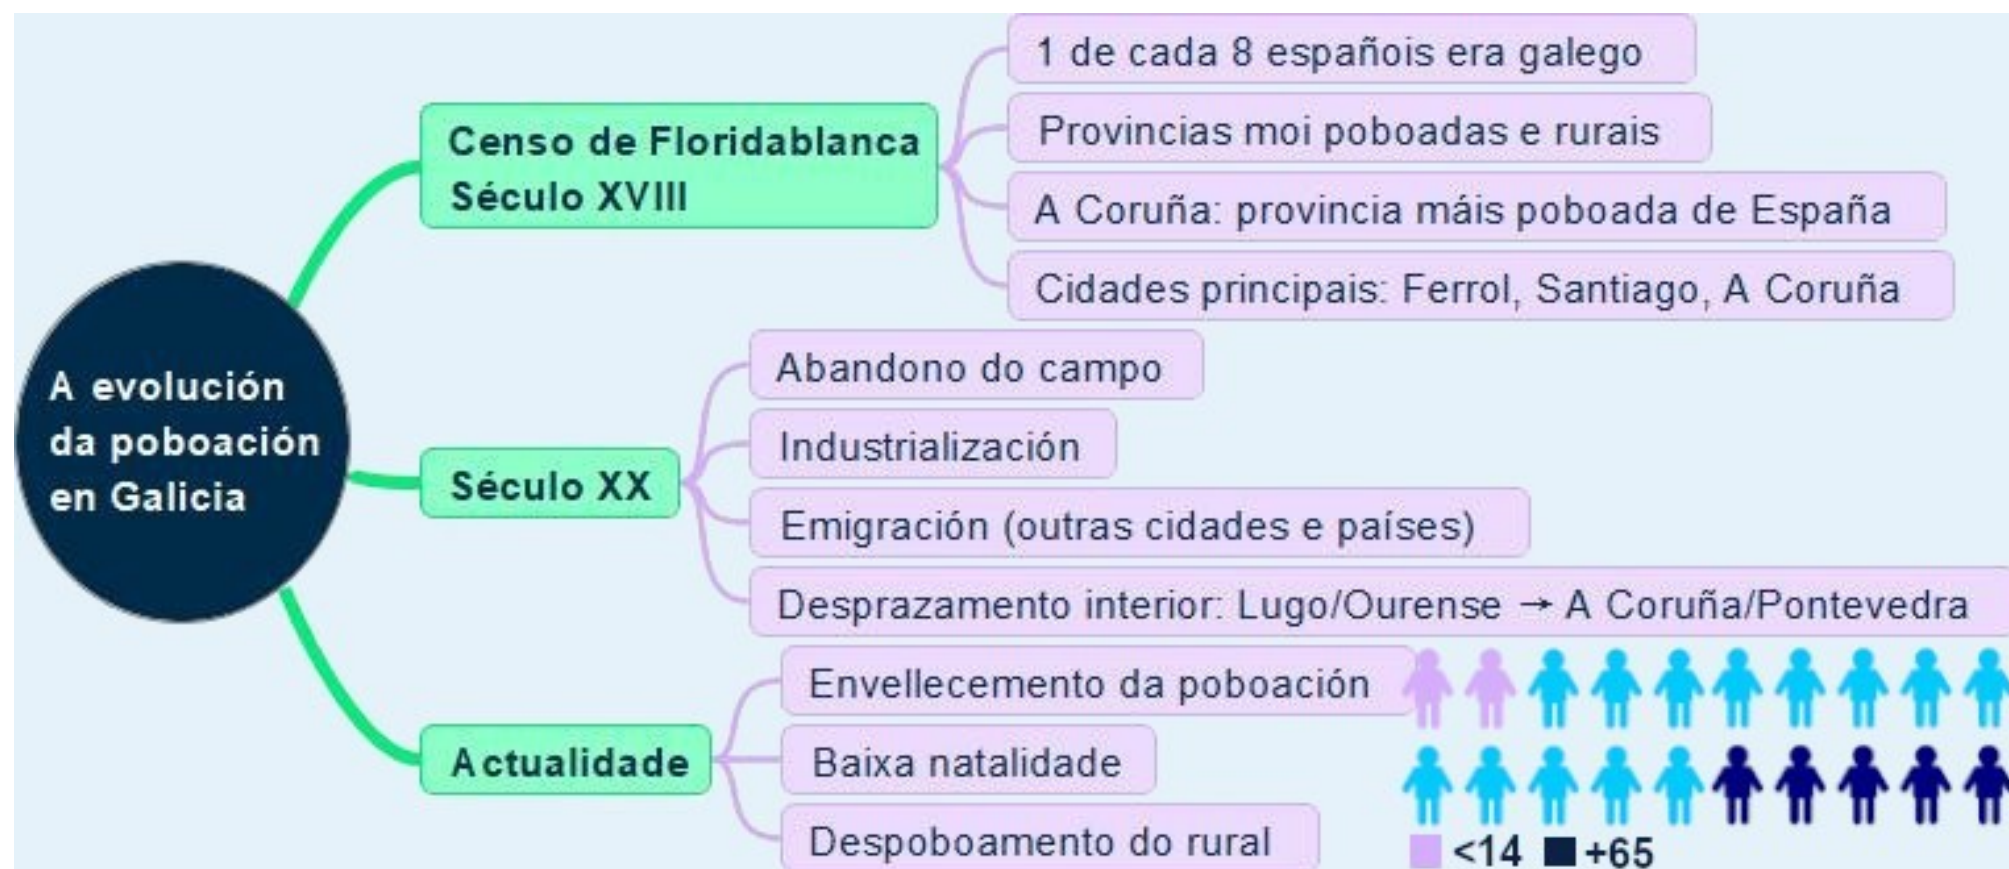 A evolución
da poboación
en Galicia
Censo de Floridablanca
Século XVIII
1 de cada 8 españois era galego
Provincias moi poboadas e rurais
A Coruña: provincia máis poboada de España
Cidades principais: Ferrol, Santiago, A Coruña
Século XX
Abandono do campo
Industrialización
Emigración (outras cidades e países)
Desprazamento interior: Lugo/Ourense → A Coruña/Pontevedra
Actualidade
Envellecemento da poboación
Baixa natalidade
Despoboamento do rural
<14 +65